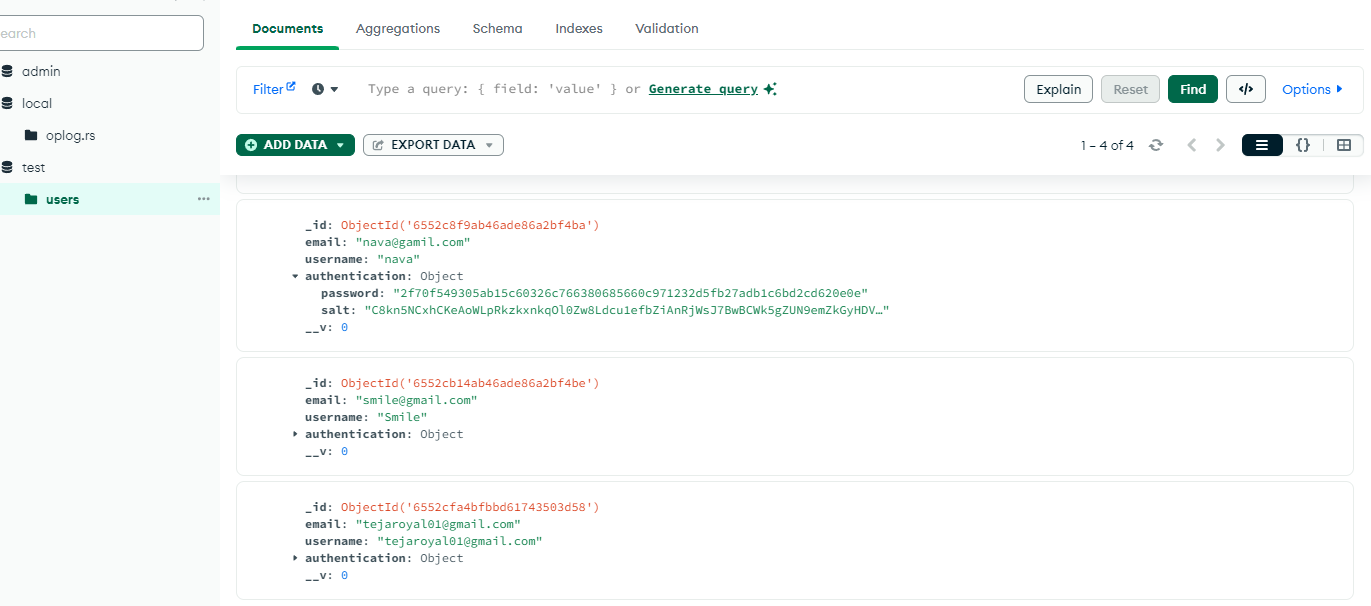 Documents Aggregations Schema Indexes Validation
earch
Filter Type a query: { field: 'value' } or Generate query Explain Reset Find </> Options
admin
local
oplog.rs
test
users
ADD DATA EXPORT DATA 1 – 4 of 4 {}
_id: ObjectId('6552c8f9ab46ade86a2bf4ba')
email: "nava@gamil.com"
username: "nava"
authentication: Object
password: "2f70f549305ab15c60326c766380685660c971232d5fb27adb1c6bd2cd620e0e"
salt: "C8kn5NCxhCKeAoWLpRkzkxnkqOl0Zw8Ldcu1efbZiAnRjWsJ7BwBCWk5gZUN9emZkGyHDV…"
__v: 0
_id: ObjectId('6552cb14ab46ade86a2bf4be')
email: "smile@gmail.com"
username: "Smile"
authentication: Object
__v: 0
_id: ObjectId('6552cfa4bfbbd61743503d58')
email: "tejaroyal01@gmail.com"
username: "tejaroyal01@gmail.com"
authentication: Object
__v: 0